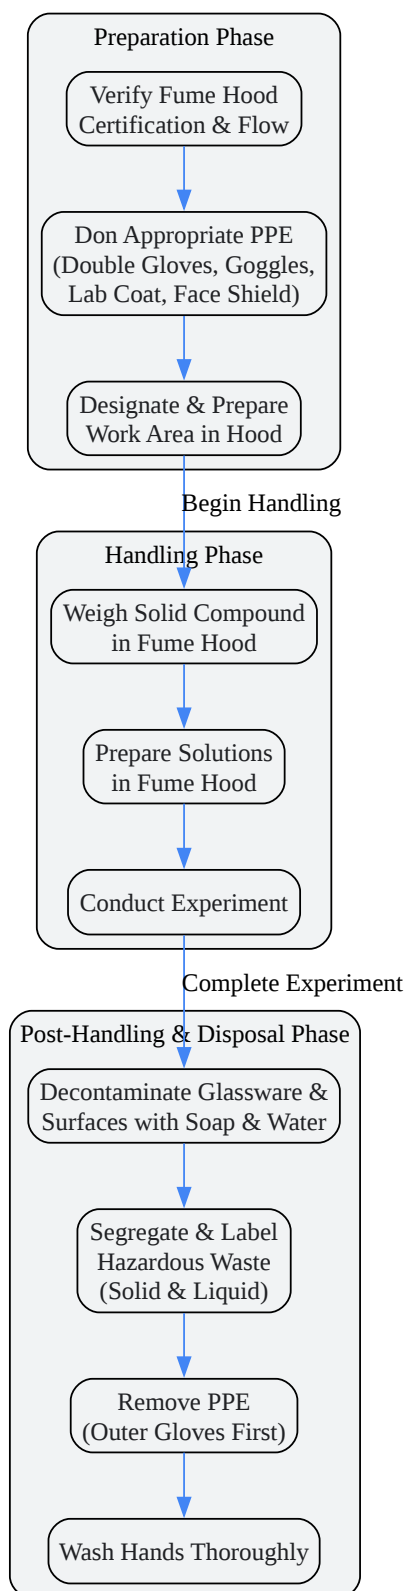 Preparation Phase
Verify Fume Hood
Certification & Flow
Don Appropriate PPE
(Double Gloves, Goggles,
Lab Coat, Face Shield)
Designate & Prepare
Work Area in Hood
Begin Handling
Handling Phase
Weigh Solid Compound
in Fume Hood
Prepare Solutions
in Fume Hood
Conduct Experiment
Complete Experiment
Post-Handling & Disposal Phase
Decontaminate Glassware &
Surfaces with Soap & Water
Segregate & Label
Hazardous Waste
(Solid & Liquid)
Remove PPE
(Outer Gloves First)
Wash Hands Thoroughly